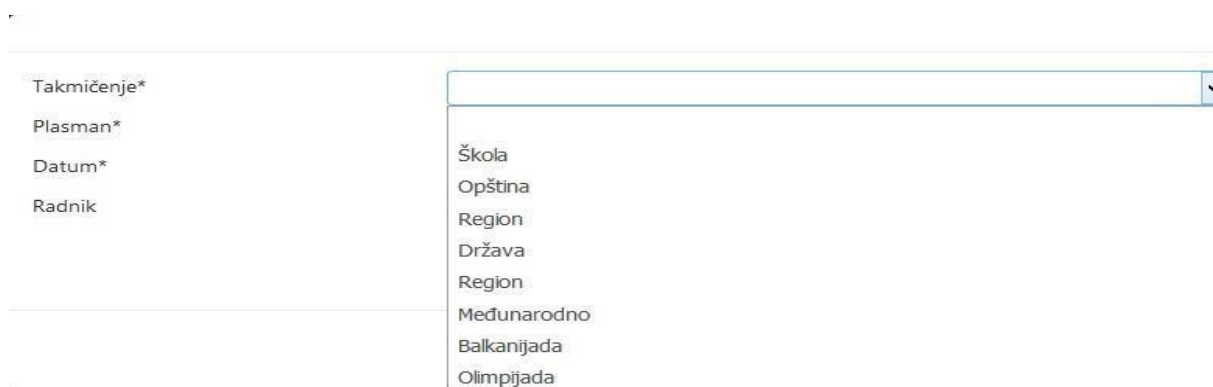 Takmičenje*
Plasman*
Datum*
Radnik
Škola
Opština
Region
Država
Region
Međunarodno
Balkanijada
Olimpijada